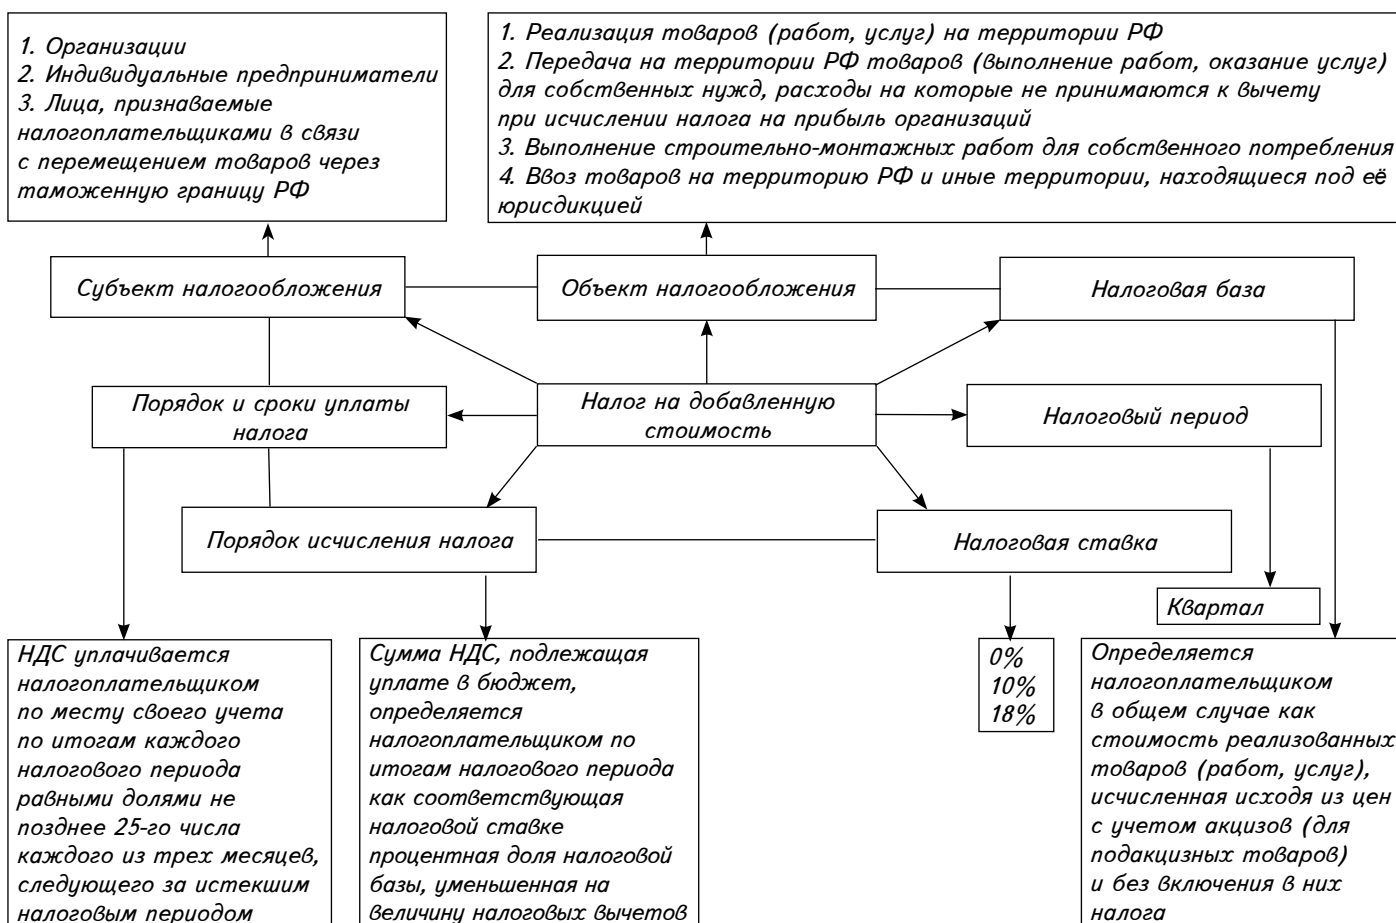 1. Организации
2. Индивидуальные предприниматели
3. Лица, признаваемые
налогоплательщиками в связи
с перемещением товаров через
таможенную границу РФ
1. Реализация товаров (работ, услуг) на территории РФ
2. Передача на территории РФ товаров (выполнение работ, оказание услуг)
для собственных нужд, расходы на которые не принимаются к вычету
при исчислении налога на прибыль организаций
3. Выполнение строительно-монтажных работ для собственного потребления
4. Ввоз товаров на территорию РФ и иные территории, находящиеся под её
юрисдикцией
Субъект налогообложения
Объект налогообложения
Налоговая база
Порядок и сроки уплаты
налога
Налог на добавленную
стоимость
Налоговый период
Порядок исчисления налога
Налоговая ставка
Квартал
НДС уплачивается
налогоплательщиком
по месту своего учета
по итогам каждого
налогового периода
равными долями не
позднее 25-го числа
каждого из трех месяцев,
следующего за истекшим
налоговым периодом
Сумма НДС, подлежащая
уплате в бюджет,
определяется
налогоплательщиком по
итогам налогового периода
как соответствующая
налоговой ставке
процентная доля налоговой
базы, уменьшенная на
величину налоговых вычетов
0%
10%
18%
Определяется
налогоплательщиком
в общем случае как
стоимость реализованных
товаров (работ, услуг),
исчисленная исходя из цен
с учетом акцизов (для
подакцизных товаров)
и без включения в них
налога